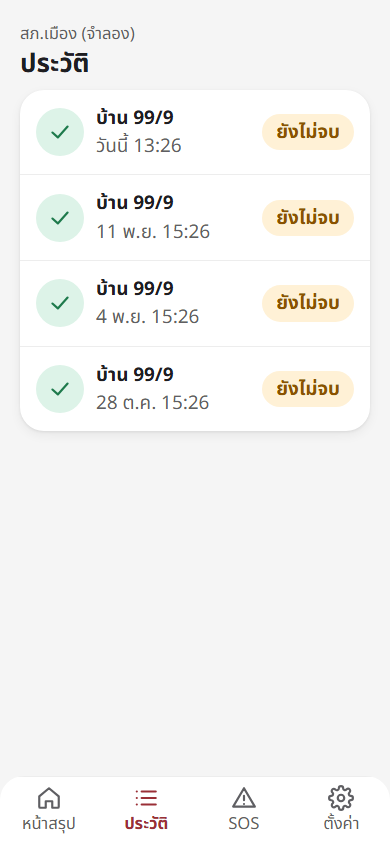 สภ.เมือง (จำลอง)
ประวัติ
บ้าน 99/9
วันนี้ 13:26
ยังไม่จบ
บ้าน 99/9
11 พ.ย. 15:26
ยังไม่จบ
บ้าน 99/9
4 พ.ย. 15:26
ยังไม่จบ
บ้าน 99/9
28 ต.ค. 15:26
ยังไม่จบ
หน้าสรุป
ประวัติ
SOS
ตั้งค่า